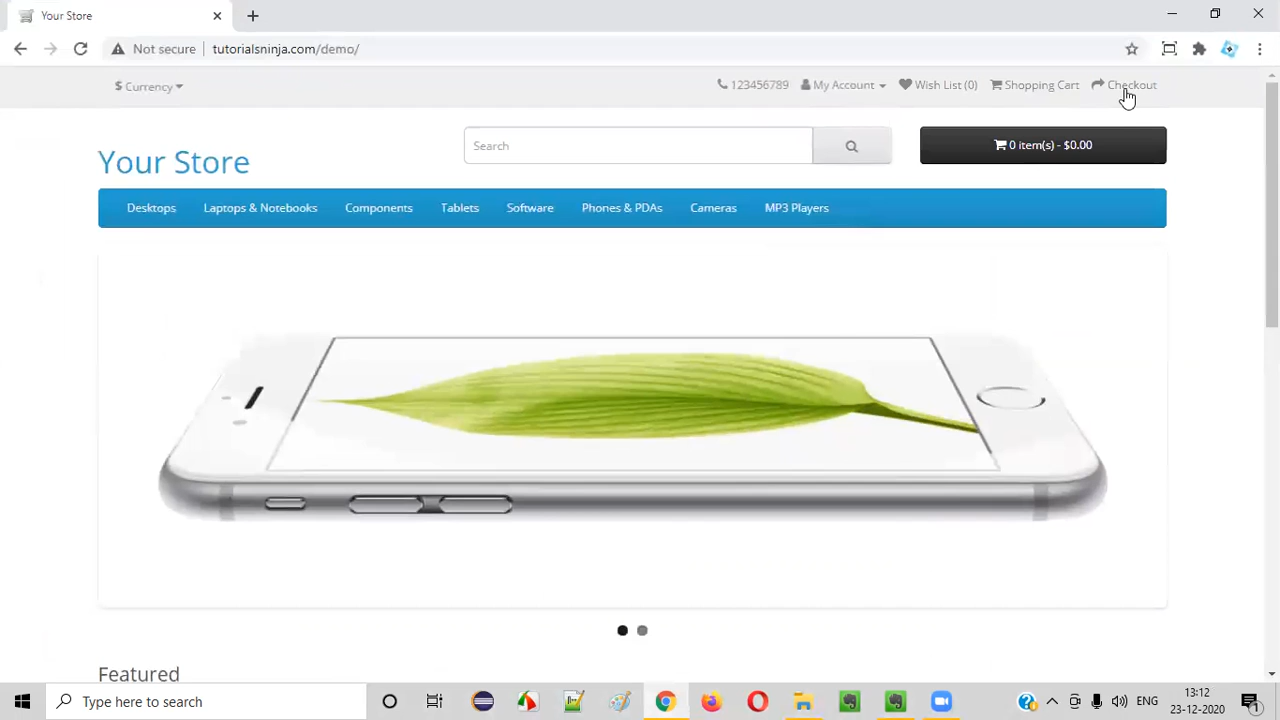 Your Store
Not secure
tutorialsninja.com/demo/
$ Currency
123456789
My Account
Wish List (0)
Shopping Cart
Checkout
Your Store
Search
0 item(s) - $0.00
Desktops
Laptops & Notebooks
Components
Tablets
Software
Phones & PDAs
Cameras
MP3 Players
Featured
Type here to search
ENG
13:12
23-12-2020
1